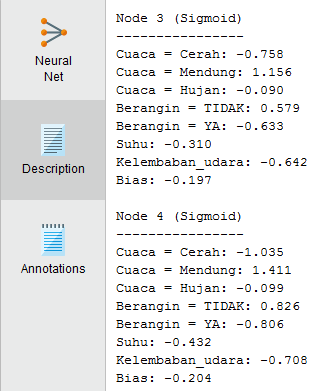 Neural
Net
Description
Annotations
Node 3 (Sigmoid)
----------------
Cuaca = Cerah: -0.758
Cuaca = Mendung: 1.156
Cuaca = Hujan: -0.090
Berangin = TIDAK: 0.579
Berangin = YA: -0.633
Suhu: -0.310
Kelembaban_udara: -0.642
Bias: -0.197
Node 4 (Sigmoid)
----------------
Cuaca = Cerah: -1.035
Cuaca = Mendung: 1.411
Cuaca = Hujan: -0.099
Berangin = TIDAK: 0.826
Berangin = YA: -0.806
Suhu: -0.432
Kelembaban_udara: -0.708
Bias: -0.204